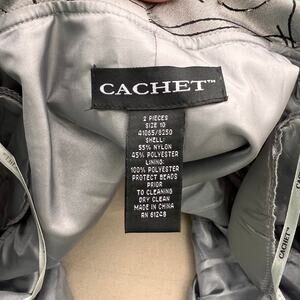 CACHET™
2 PIECES
SIZE 10
41065/8250
SHELL:
55% NYLON
45% POLYESTER
LINING:
100% POLYESTER
PROTECT BEADS
PRIOR
TO CLEANING
DRY CLEAN
MADE IN CHINA
RN 61248
CACHET™